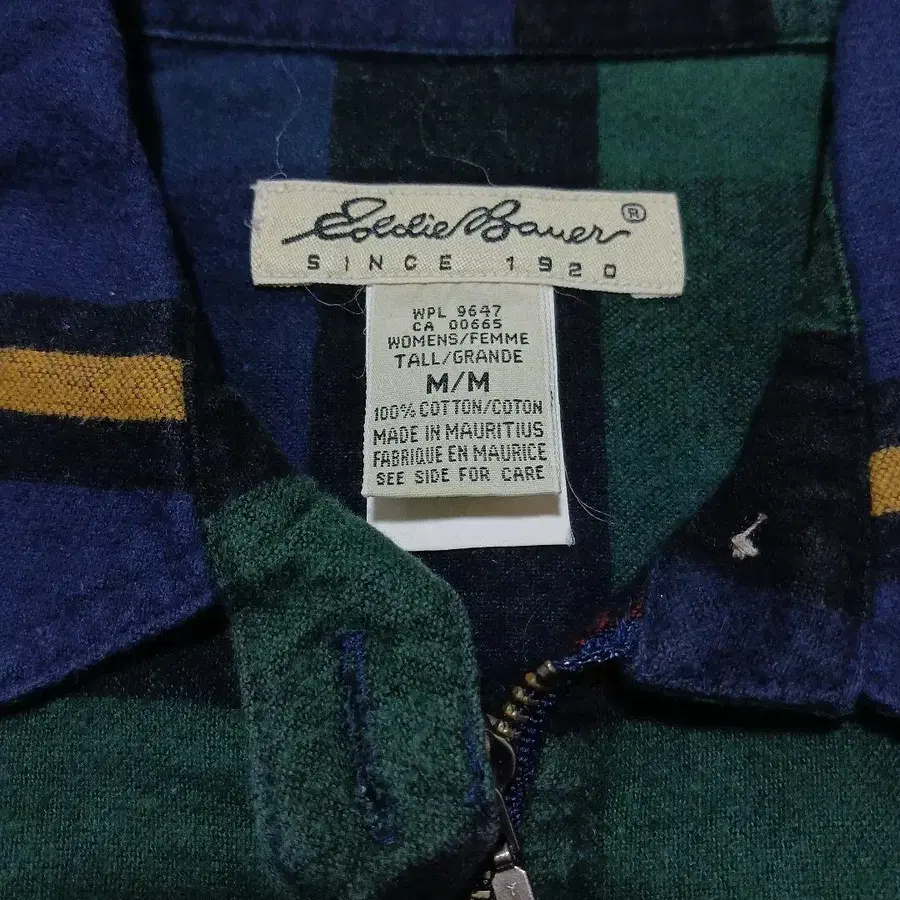 Eddie Bauer®
SINCE 1920
WPL 9647
CA 00665
WOMENS/FEMME
TALL/GRANDE
M/M
100% COTTON/COTON
MADE IN MAURITIUS
FABRIQUE EN MAURICE
SEE SIDE FOR CARE
Y